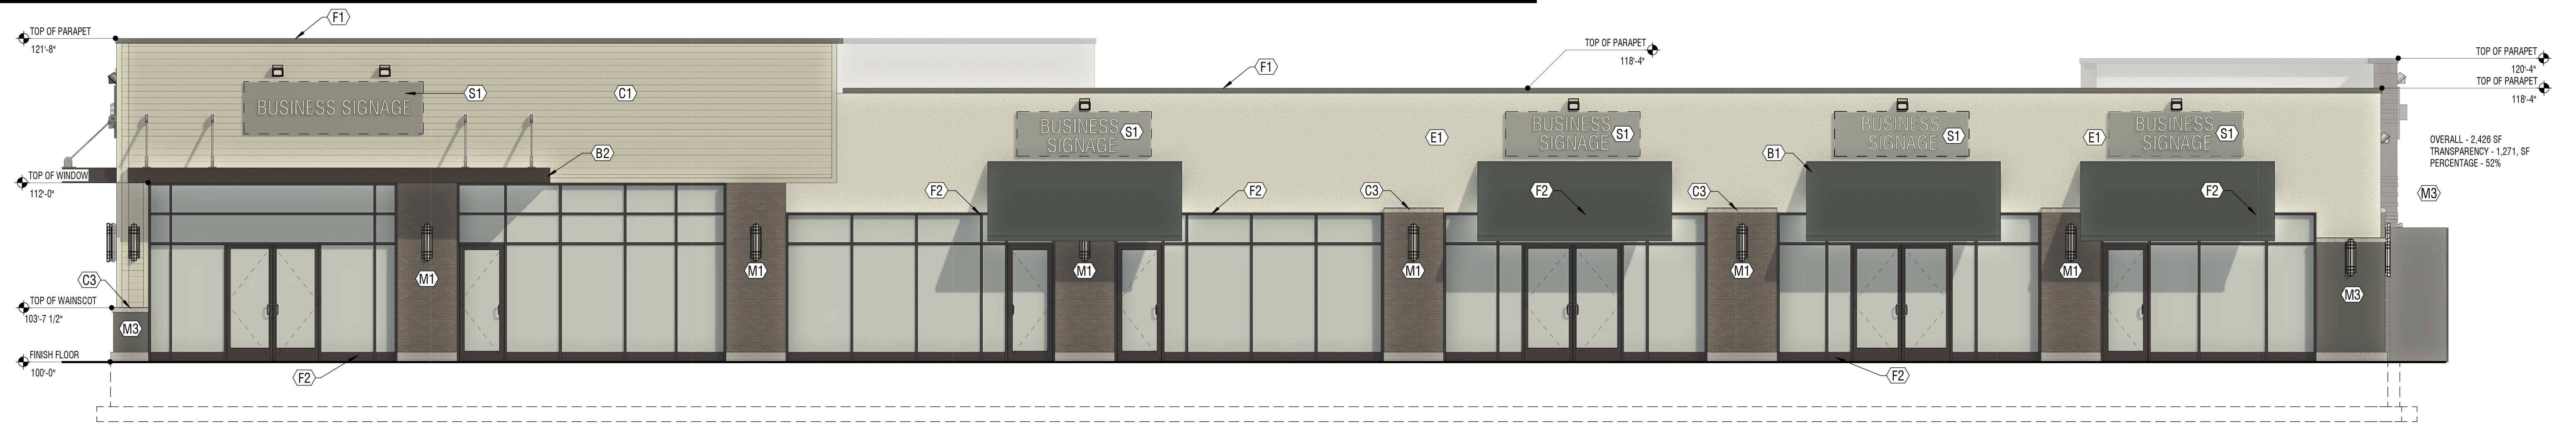 F1
TOP OF PARAPET
121'-8"
TOP OF PARAPET
118'-4"
TOP OF PARAPET
120'-4"
F1
TOP OF PARAPET
118'-4"
BUSINESS SIGNAGE
S1
C1
BUSINESS
SIGNAGE
S1
E1
BUSINESS
SIGNAGE
S1
BUSINESS
SIGNAGE
S1
E1
BUSINESS
SIGNAGE
S1
OVERALL - 2,426 SF
TRANSPARENCY - 1,271, SF
PERCENTAGE - 52%
B2
B1
TOP OF WINDOW
112'-0"
F2
F2
C3
F2
C3
F2
M3
C3
M1
M1
M1
M1
M1
M1
M3
TOP OF WAINSCOT
103'-7 1/2"
M3
FINISH FLOOR
100'-0"
F2
F2